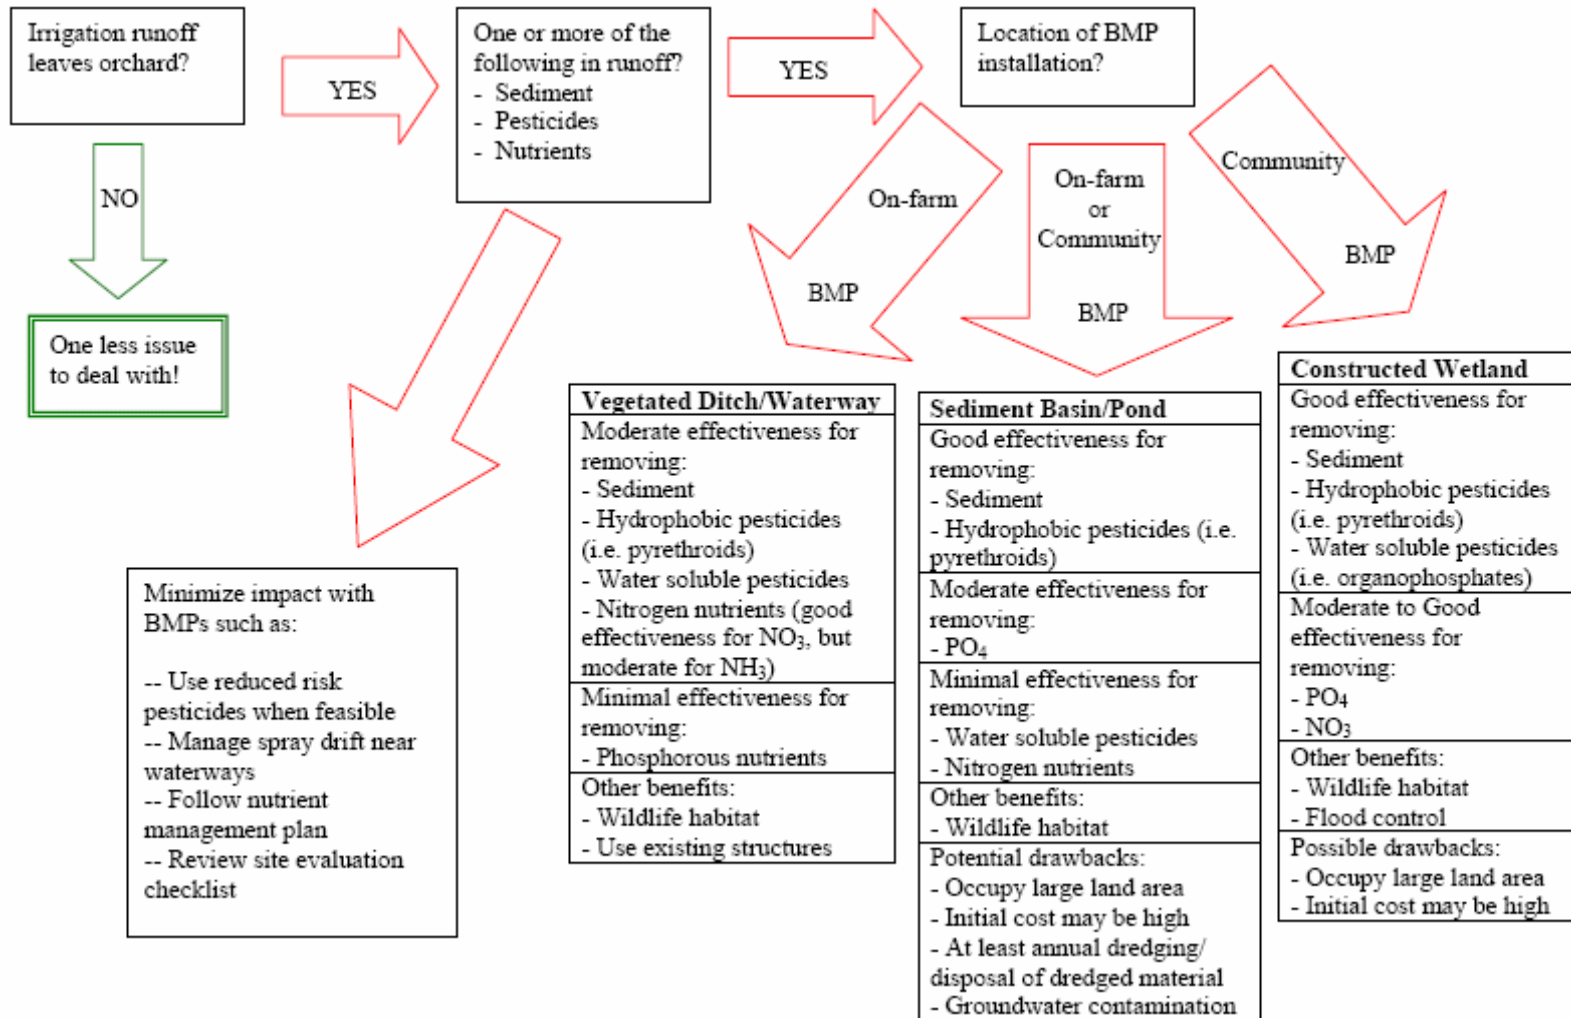 Irrigation runoff
leaves orchard?
YES
One or more of the
following in runoff?
- Sediment
- Pesticides
- Nutrients
YES
Location of BMP
installation?
NO
One less issue
to deal with!
On-farm
BMP
On-farm
or
Community
BMP
Community
BMP
Minimize impact with
BMPs such as:
-- Use reduced risk
pesticides when feasible
-- Manage spray drift near
waterways
-- Follow nutrient
management plan
-- Review site evaluation
checklist
Vegetated Ditch/Waterway
Moderate effectiveness for
removing:
- Sediment
- Hydrophobic pesticides
(i.e. pyrethroids)
- Water soluble pesticides
- Nitrogen nutrients (good
effectiveness for NO₃, but
moderate for NH₃)
Minimal effectiveness for
removing:
- Phosphorous nutrients
Other benefits:
- Wildlife habitat
- Use existing structures
Sediment Basin/Pond
Good effectiveness for
removing:
- Sediment
- Hydrophobic pesticides (i.e.
pyrethroids)
Moderate effectiveness for
removing:
- PO₄
Minimal effectiveness for
removing:
- Water soluble pesticides
- Nitrogen nutrients
Other benefits:
- Wildlife habitat
Potential drawbacks:
- Occupy large land area
- Initial cost may be high
- At least annual dredging/
disposal of dredged material
- Groundwater contamination
Constructed Wetland
Good effectiveness for
removing:
- Sediment
- Hydrophobic pesticides
(i.e. pyrethroids)
- Water soluble pesticides
(i.e. organophosphates)
Moderate to Good
effectiveness for
removing:
- PO₄
- NO₃
Other benefits:
- Wildlife habitat
- Flood control
Possible drawbacks:
- Occupy large land area
- Initial cost may be high